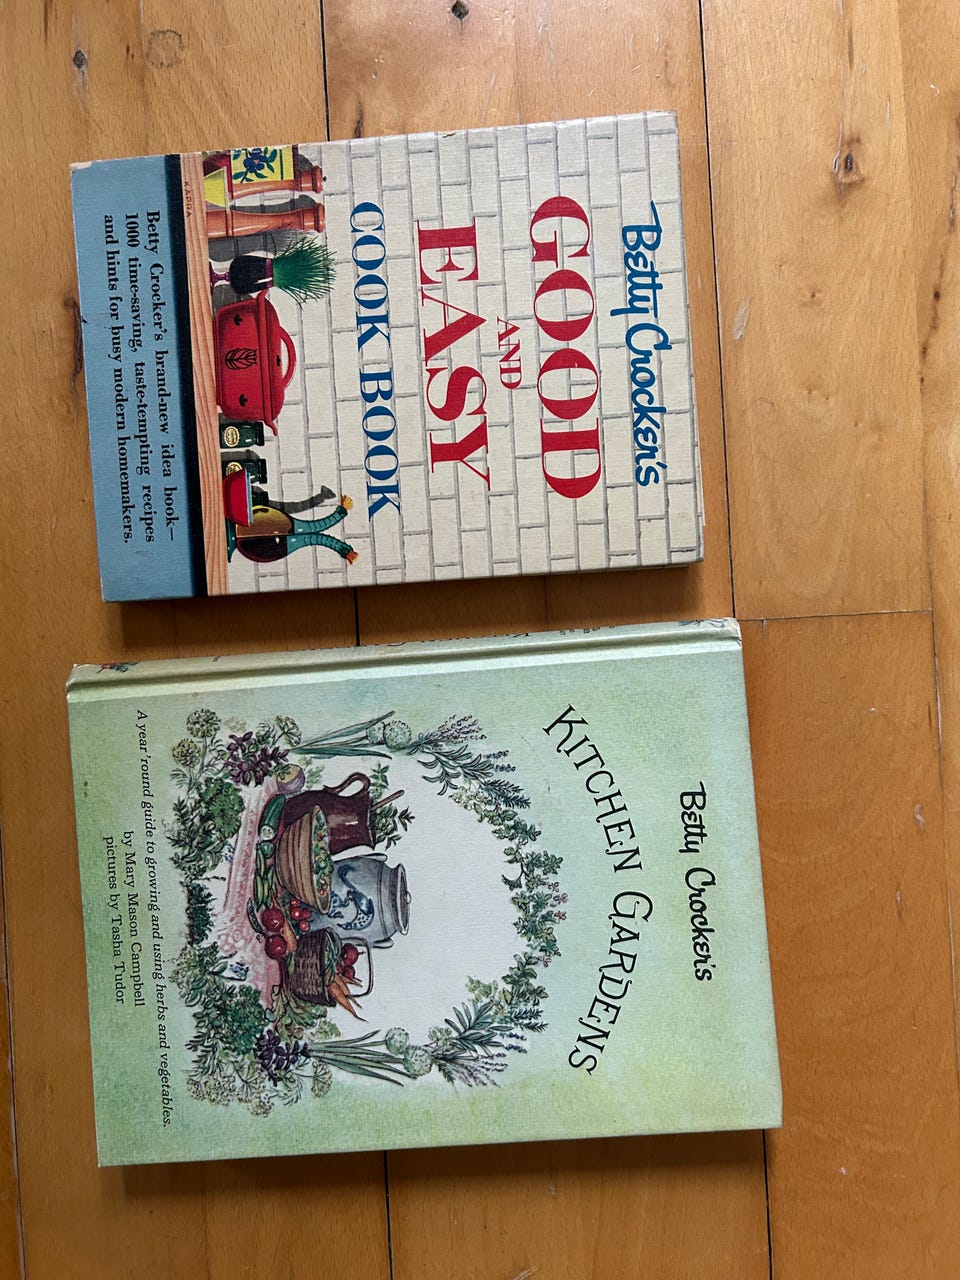 Betty Crocker's
GOOD
AND
EASY
COOK BOOK
KAPRA
Betty Crocker's brand-new idea book—
1000 time-saving, taste-tempting recipes
and hints for busy modern homemakers.
Betty Crocker's
KITCHEN GARDENS
A year 'round guide to growing and using herbs and vegetables.
by Mary Mason Campbell
pictures by Tasha Tudor